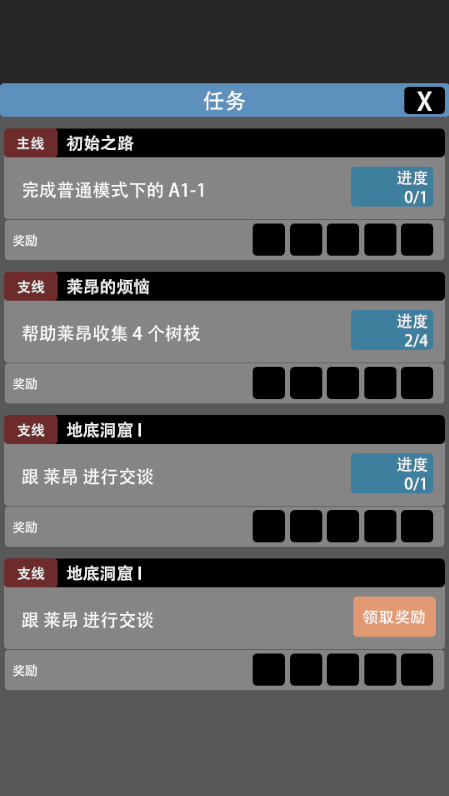 任务 X
主线 初始之路
完成普通模式下的 A1-1
进度
0/1
奖励
支线 莱昂的烦恼
帮助莱昂收集 4 个树枝
进度
2/4
奖励
支线 地底洞窟 I
跟 莱昂 进行交谈
进度
0/1
奖励
支线 地底洞窟 I
跟 莱昂 进行交谈
领取奖励
奖励